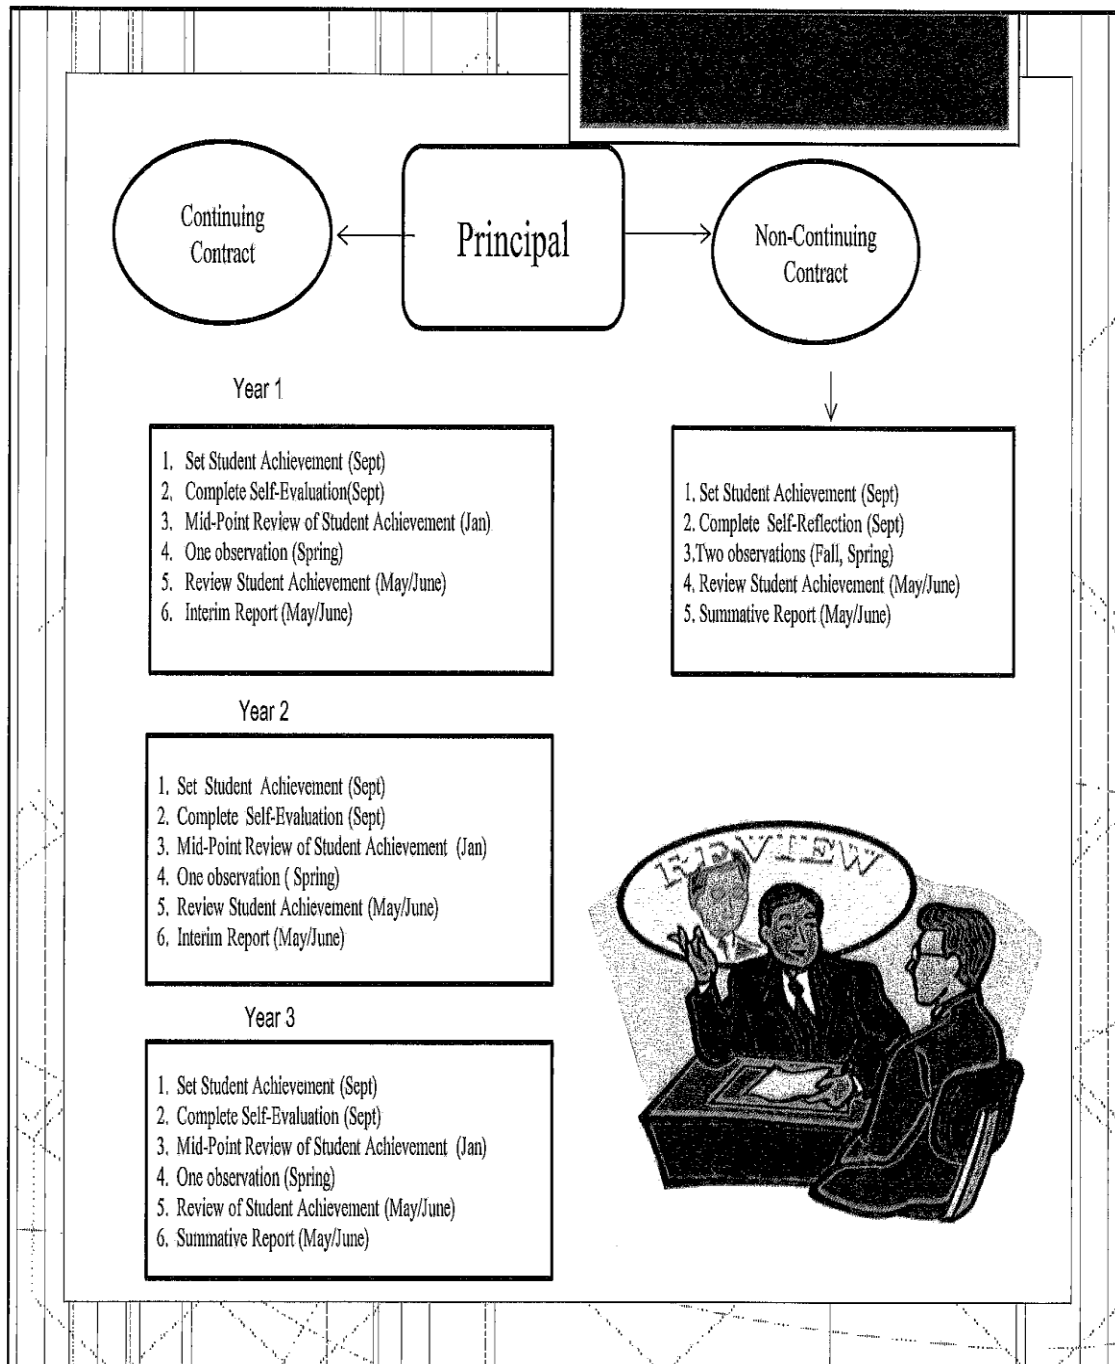 Continuing
Contract
Principal
Non-Continuing
Contract
Year 1
1. Set Student Achievement (Sept)
2. Complete Self-Evaluation(Sept)
3. Mid-Point Review of Student Achievement (Jan)
4. One observation (Spring)
5. Review Student Achievement (May/June)
6. Interim Report (May/June)
1. Set Student Achievement (Sept)
2. Complete Self-Reflection (Sept)
3.Two observations (Fall, Spring)
4. Review Student Achievement (May/June)
5. Summative Report (May/June)
Year 2
1. Set Student Achievement (Sept)
2. Complete Self-Evaluation (Sept)
3. Mid-Point Review of Student Achievement (Jan)
4. One observation ( Spring)
5. Review Student Achievement (May/June)
6. Interim Report (May/June)
REVIEW
Year 3
1. Set Student Achievement (Sept)
2. Complete Self-Evaluation (Sept)
3. Mid-Point Review of Student Achievement (Jan)
4. One observation (Spring)
5. Review of Student Achievement (May/June)
6. Summative Report (May/June)